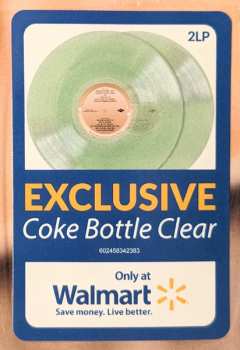 2LP
EXCLUSIVE
Coke Bottle Clear
602458342383
Only at
Walmart
Save money. Live better.